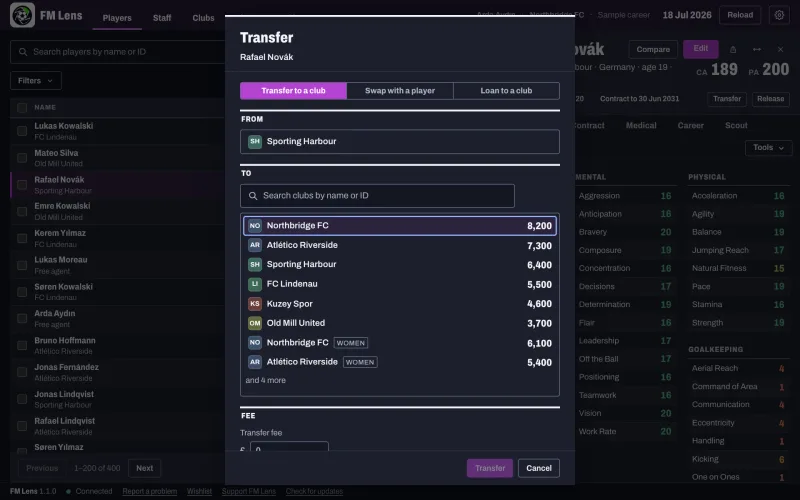 FM Lens
Players
Staff
Clubs
Arda Aydın
Northbridge FC
Sample career
18 Jul 2026
Reload
Search players by name or ID
Filters
NAME
Lukas Kowalski
FC Lindenau
Mateo Silva
Old Mill United
Rafael Novák
Sporting Harbour
Emre Kowalski
Old Mill United
Kerem Yılmaz
FC Lindenau
Lukas Moreau
Free agent
Søren Kowalski
FC Lindenau
Arda Aydın
Free agent
Bruno Hoffmann
Atlético Riverside
Jonas Fernández
Atlético Riverside
Jonas Lindqvist
Sporting Harbour
Rafael Lindqvist
Atlético Riverside
Søren Yılmaz
Previous
1–200 of 400
Next
FM Lens 1.1.0
Connected
Report a problem
Wishlist
Support FM Lens
Check for updates
Transfer
Rafael Novák
Transfer to a club
Swap with a player
Loan to a club
FROM
SH Sporting Harbour
TO
Search clubs by name or ID
NO Northbridge FC 8,200
AR Atlético Riverside 7,300
SH Sporting Harbour 6,400
LI FC Lindenau 5,500
KS Kuzey Spor 4,600
OM Old Mill United 3,700
NO Northbridge FC WOMEN 6,100
AR Atlético Riverside WOMEN 5,400
and 4 more
FEE
Transfer fee
£ 0
Transfer
Cancel
ovák
Compare
Edit
bour · Germany · age 19 ·
CA 189 PA 200
20
Contract to 30 Jun 2031
Transfer
Release
ontract
Medical
Career
Scout
Tools
MENTAL
Aggression 16
Anticipation 18
Bravery 20
Composure 19
Concentration 16
Decisions 17
Determination 19
Flair 16
Leadership 17
Off the Ball 17
Positioning 16
Teamwork 16
Vision 20
Work Rate 20
PHYSICAL
Acceleration 16
Agility 19
Balance 19
Jumping Reach 17
Natural Fitness 15
Pace 19
Stamina 16
Strength 19
GOALKEEPING
Aerial Reach 4
Command of Area 1
Communication 4
Eccentricity 4
Handling 1
Kicking 6
One on Ones 1